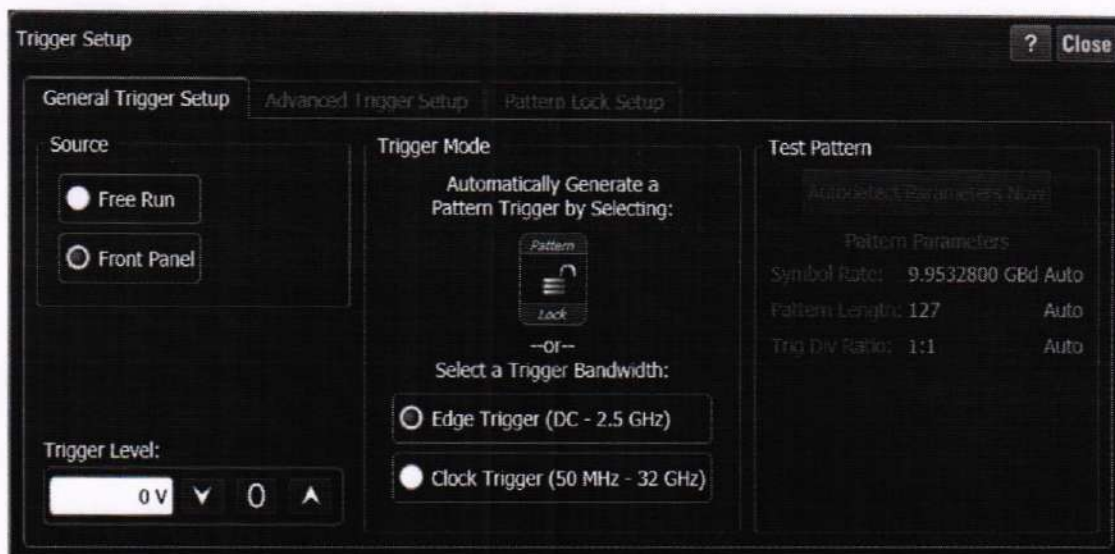 Trigger Setup
? Close
General Trigger Setup
Advanced Trigger Setup
Pattern Lock Setup
Source
Free Run
Front Panel
Trigger Level:
0 V
0
Trigger Mode
Automatically Generate a
Pattern Trigger by Selecting:
Pattern
Lock
--or--
Select a Trigger Bandwidth:
Edge Trigger (DC - 2.5 GHz)
Clock Trigger (50 MHz - 32 GHz)
Test Pattern
Autodetect Parameters Now
Pattern Parameters
Symbol Rate: 9.9532800 GBd Auto
Pattern Length: 127 Auto
Trig Div Ratio: 1:1 Auto